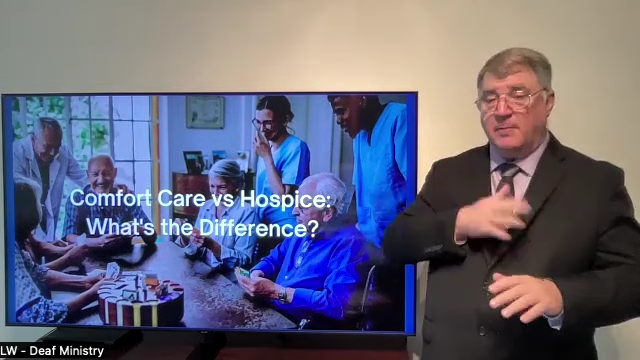 Comfort Care vs Hospice:
What's the Difference?
LW - Deaf Ministry